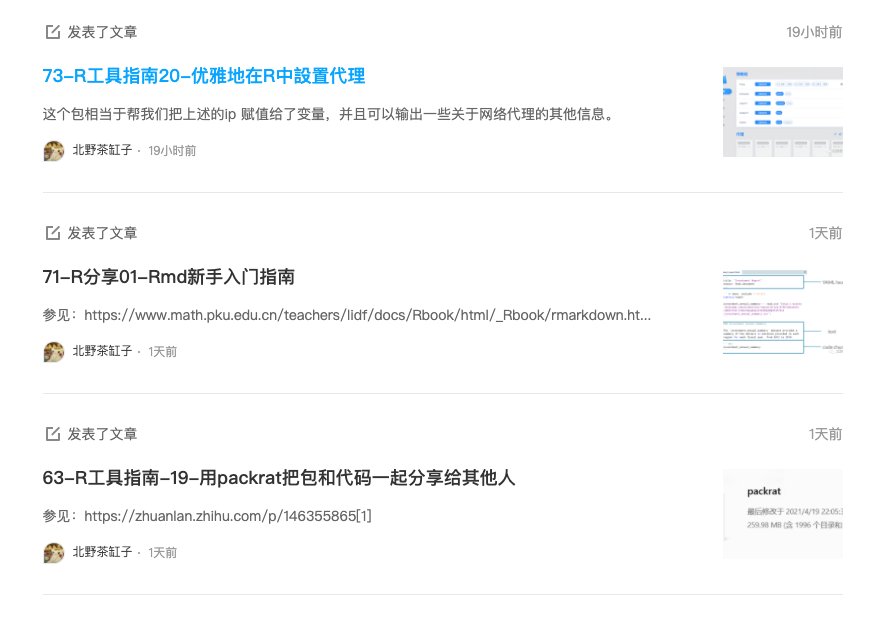 发表了文章
19小时前
73-R工具指南20-优雅地在R中設置代理
这个包相当于帮我们把上述的ip 赋值给了变量，并且可以输出一些关于网络代理的其他信息。
北野茶缸子 · 19小时前
发表了文章
1天前
71-R分享01-Rmd新手入门指南
参见：https://www.math.pku.edu.cn/teachers/lidf/docs/Rbook/html/_Rbook/rmarkdown.ht...
北野茶缸子 · 1天前
发表了文章
1天前
63-R工具指南-19-用packrat把包和代码一起分享给其他人
packrat
最后修改于 2021/4/19 22:05:3
参见：https://zhuanlan.zhihu.com/p/146355865[1]
259.98 MB (含 1996 个目录和
北野茶缸子 · 1天前